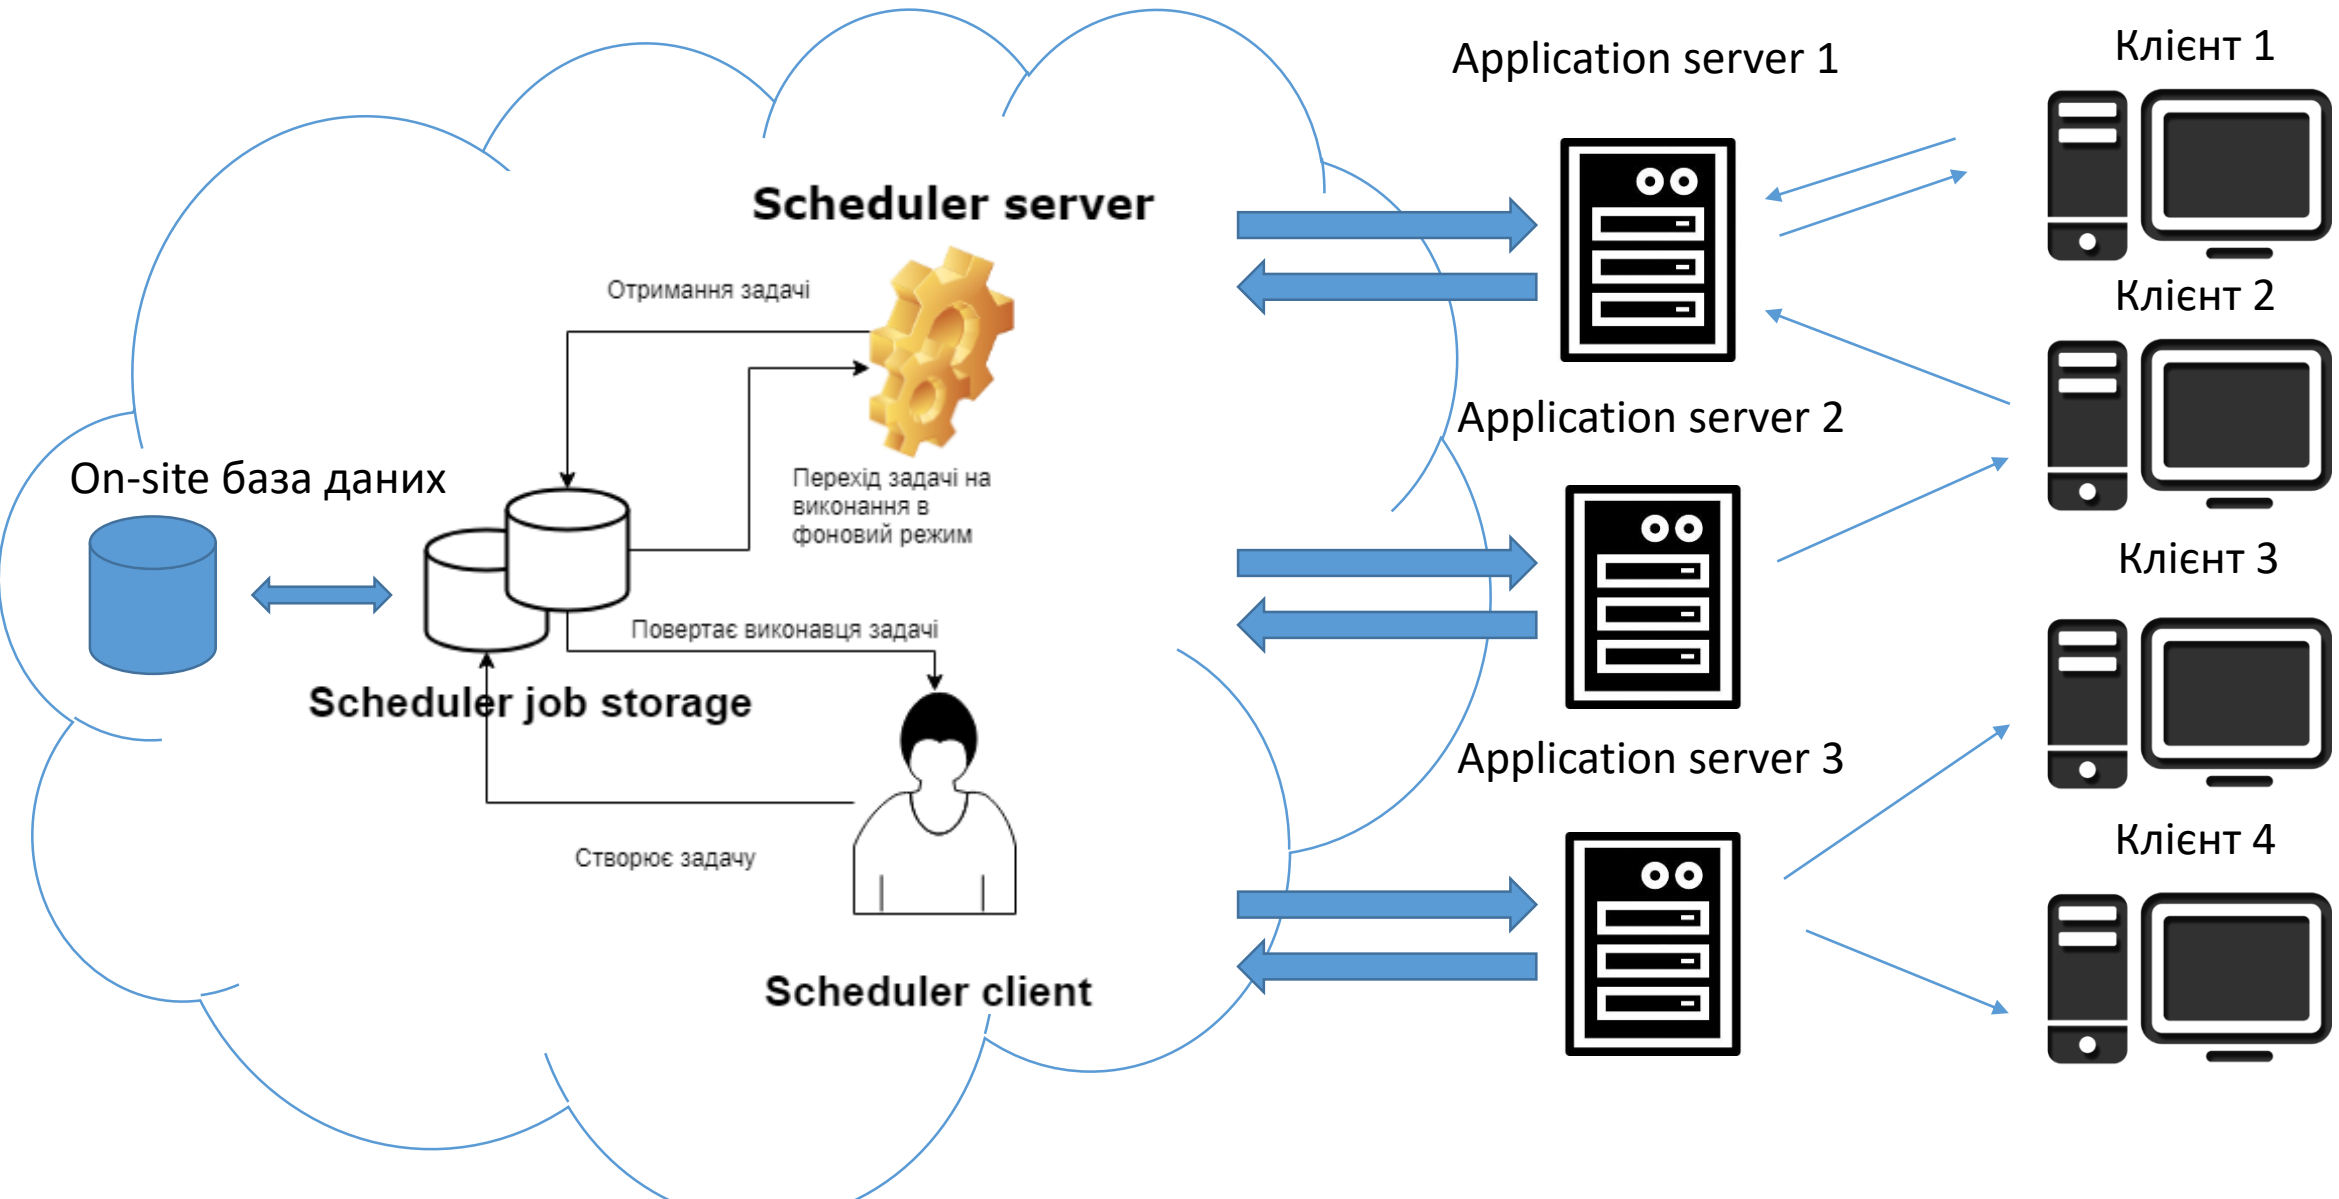 Scheduler server
Отримання задачі
Перехід задачі на
виконання в
фоновий режим
On-site база даних
Повертає виконавця задачі
Scheduler job storage
Створює задачу
Scheduler client
Application server 1
Application server 2
Application server 3
Клієнт 1
Клієнт 2
Клієнт 3
Клієнт 4